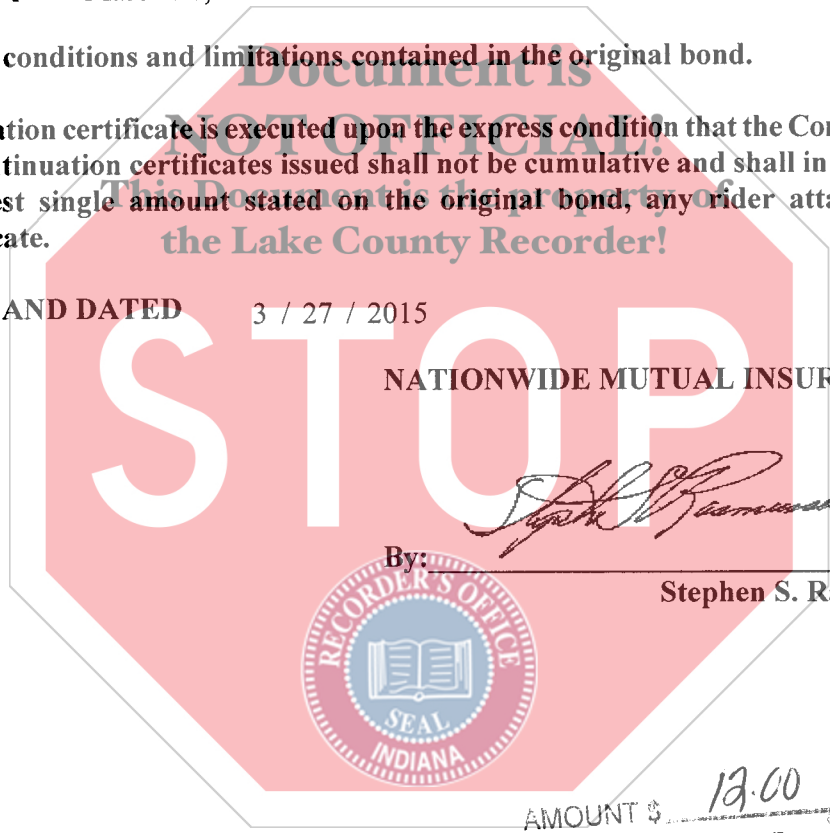 conditions and limitations contained in the original bond.
Document is
NOT OFFICIAL!
This Document is the property of
the Lake County Recorder!
ation certificate is executed upon the express condition that the Cor
tinuation certificates issued shall not be cumulative and shall in
est single amount stated on the original bond, any rider atta
cate.
AND DATED 3 / 27 / 2015
STOP
NATIONWIDE MUTUAL INSUR
By:
Stephen S. Ra
RECORDER'S OFFICE
SEAL
INDIANA
AMOUNT $ 12.00